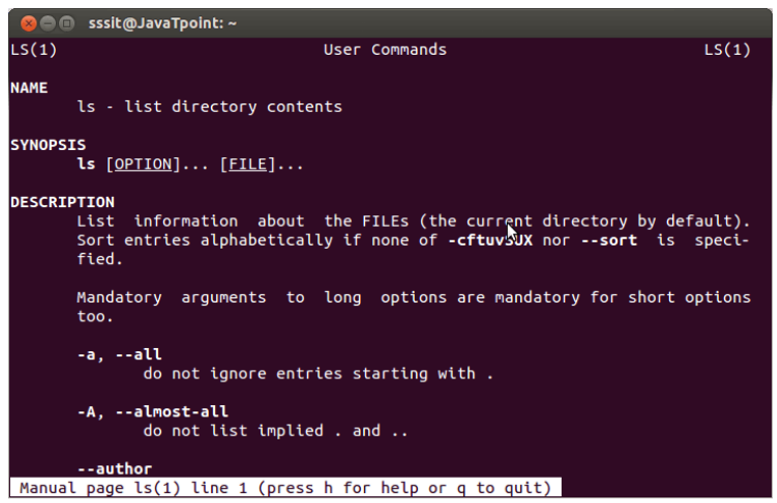 sssit@JavaTpoint: ~
LS(1) User Commands LS(1)
NAME
ls - list directory contents
SYNOPSIS
ls [OPTION]... [FILE]...
DESCRIPTION
List information about the FILEs (the current directory by default).
Sort entries alphabetically if none of -cftuvSUX nor --sort is speci-
fied.
Mandatory arguments to long options are mandatory for short options
too.
-a, --all
do not ignore entries starting with .
-A, --almost-all
do not list implied . and ..
--author
Manual page ls(1) line 1 (press h for help or q to quit)